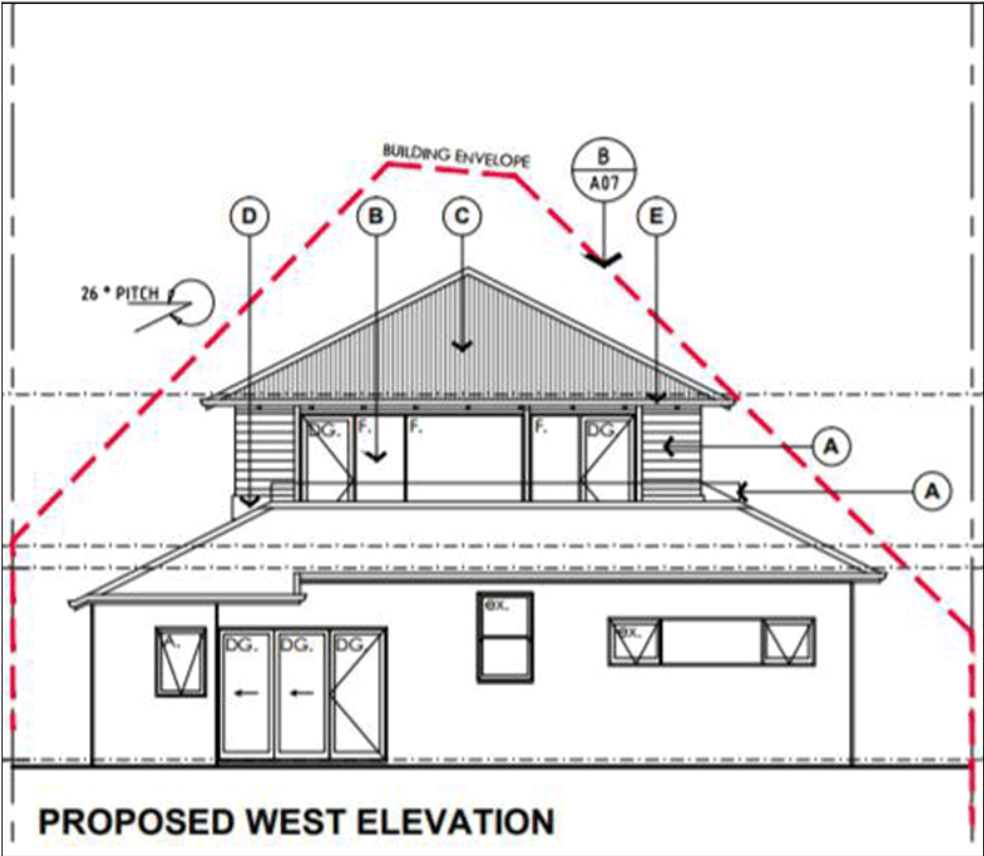 BUILDING ENVELOPE
B
A07
D
B
C
E
26 ° PITCH
DG.
F.
F.
F.
DG.
A
A
ex.
ex.
A.
DG.
DG.
DG.
PROPOSED WEST ELEVATION